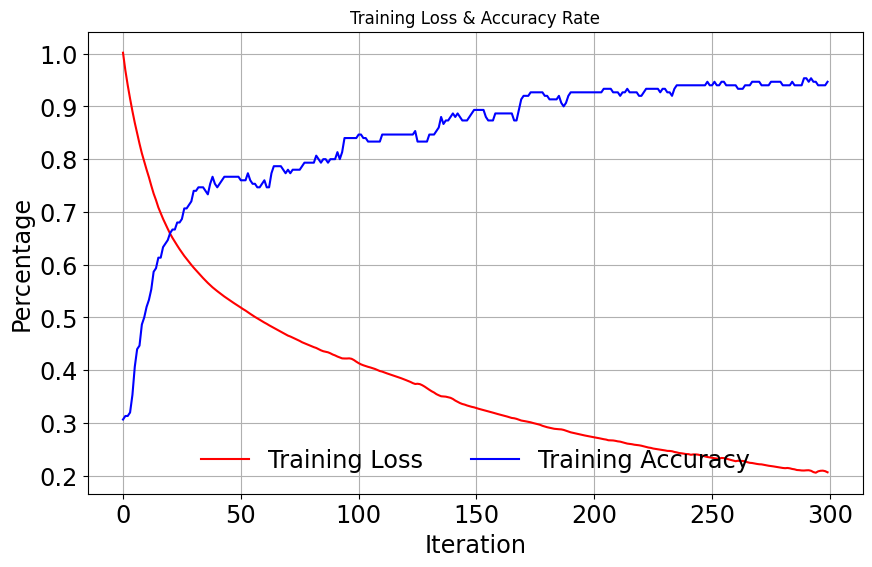 Training Loss & Accuracy Rate
1.0
0.9
0.8
0.7
0.6
0.5
0.4
0.3
0.2
Percentage
Training Loss
Training Accuracy
0 50 100 150 200 250 300
Iteration